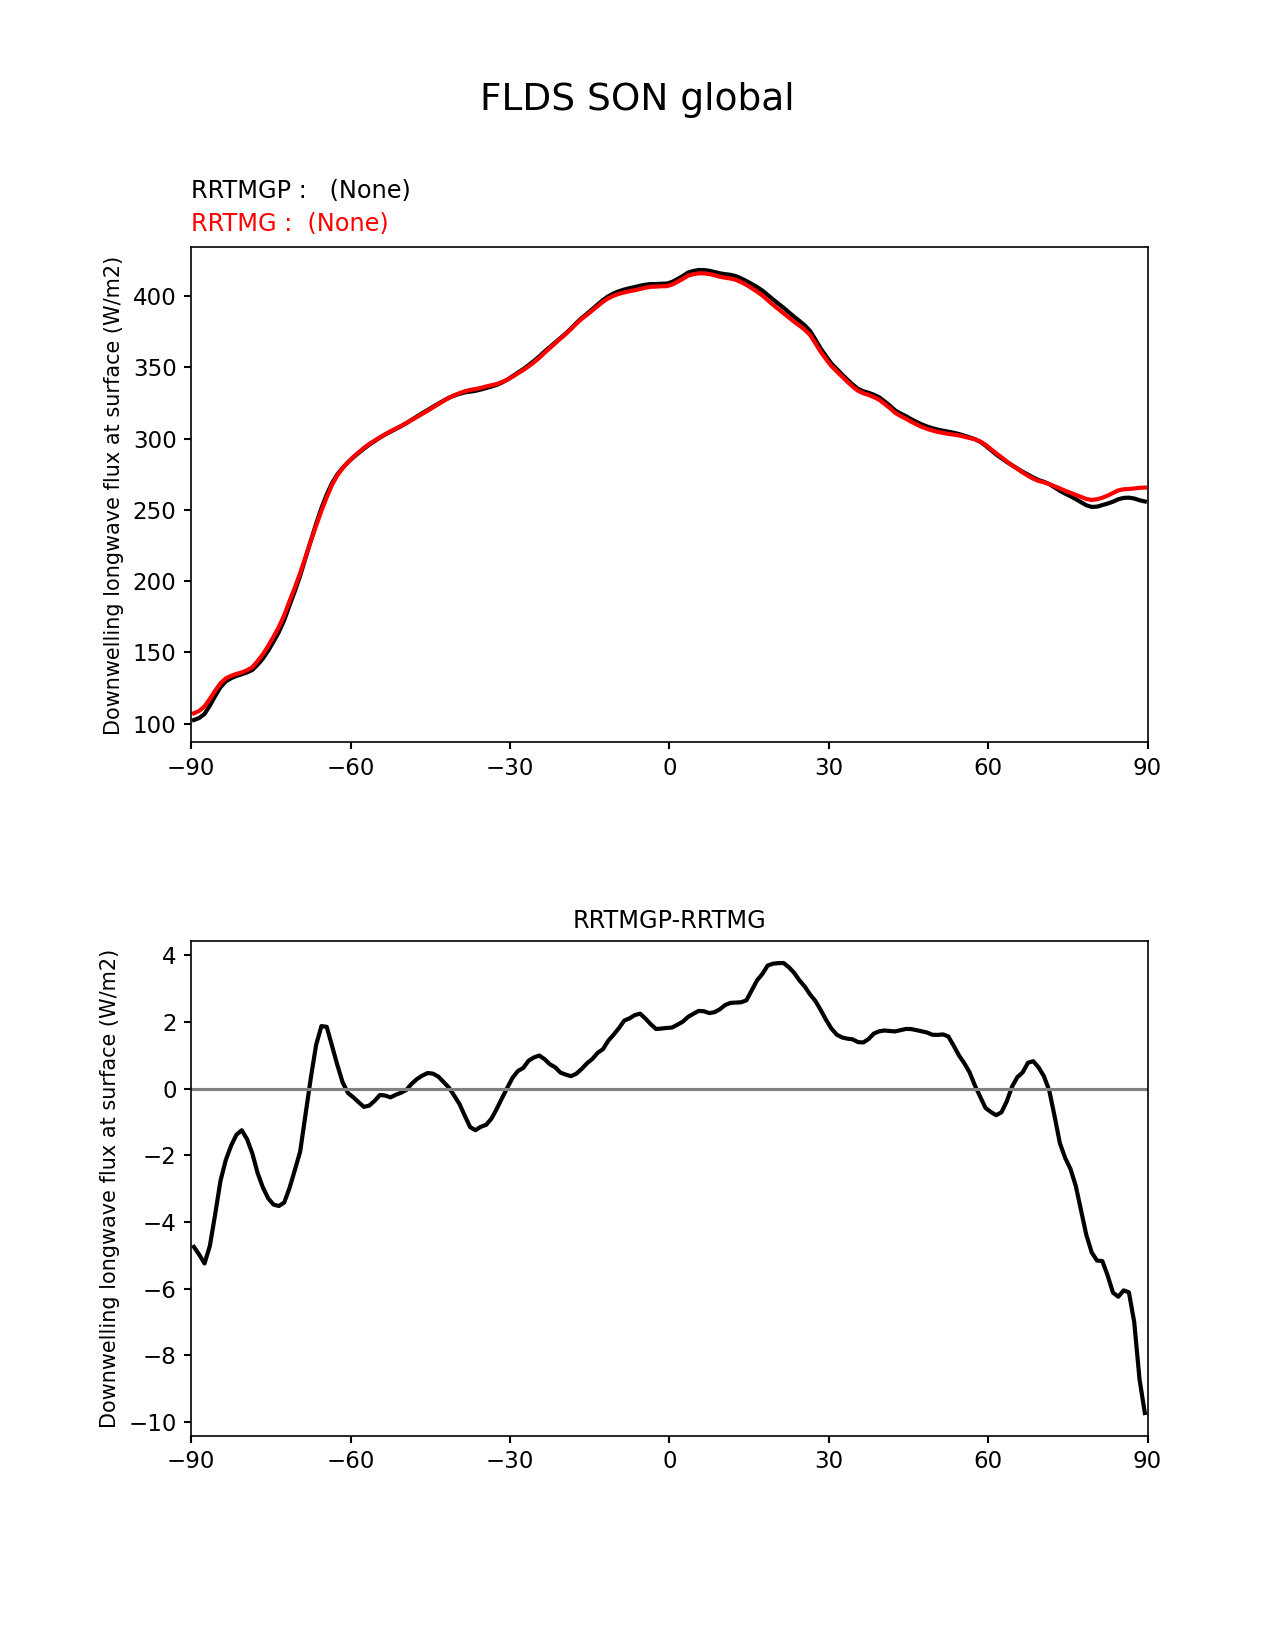 FLDS SON global
RRTMGP :   (None)
RRTMG :  (None)
Downwelling longwave flux at surface (W/m2)
400
350
300
250
200
150
100
−90 −60 −30 0 30 60 90
RRTMGP-RRTMG
Downwelling longwave flux at surface (W/m2)
4
2
0
−2
−4
−6
−8
−10
−90 −60 −30 0 30 60 90